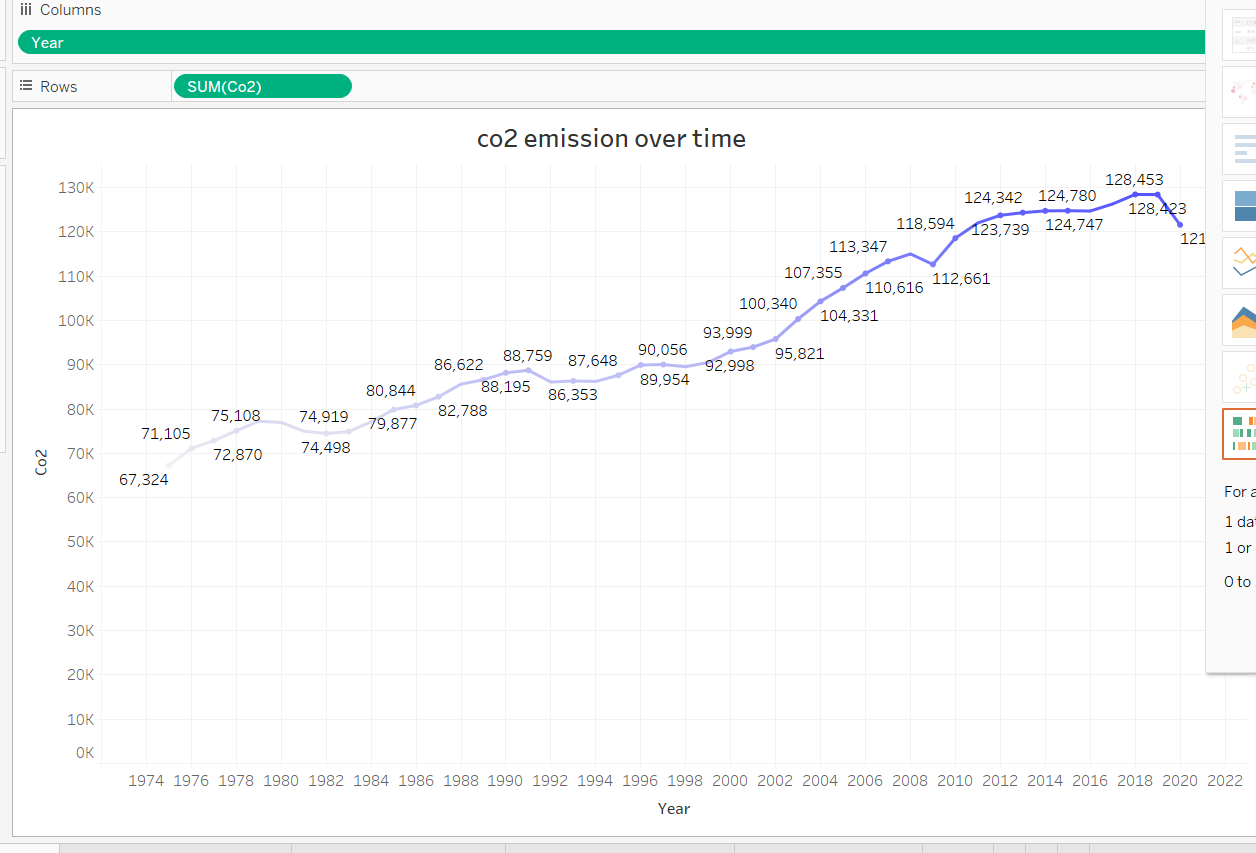 Columns
Year
Rows
SUM(Co2)
co2 emission over time
130K
120K
110K
100K
90K
80K
70K
60K
50K
40K
30K
20K
10K
0K
Co2
67,324
71,105
72,870
75,108
74,498
74,919
79,877
80,844
82,788
86,622
88,195
88,759
86,353
87,648
89,954
90,056
92,998
93,999
95,821
100,340
104,331
107,355
110,616
113,347
112,661
118,594
123,739
124,342
124,747
124,780
128,453
128,423
121
1974 1976 1978 1980 1982 1984 1986 1988 1990 1992 1994 1996 1998 2000 2002 2004 2006 2008 2010 2012 2014 2016 2018 2020 2022
Year
For a
1 dat
1 or
0 to